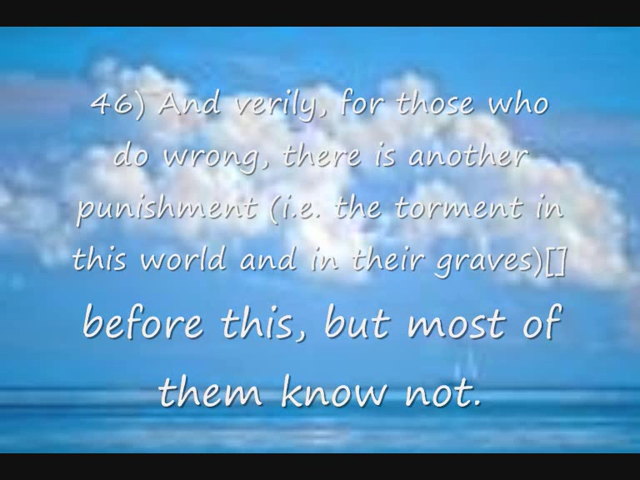 46) And verily, for those who
do wrong, there is another
punishment (i.e. the torment in
this world and in their graves)[]
before this, but most of
them know not.